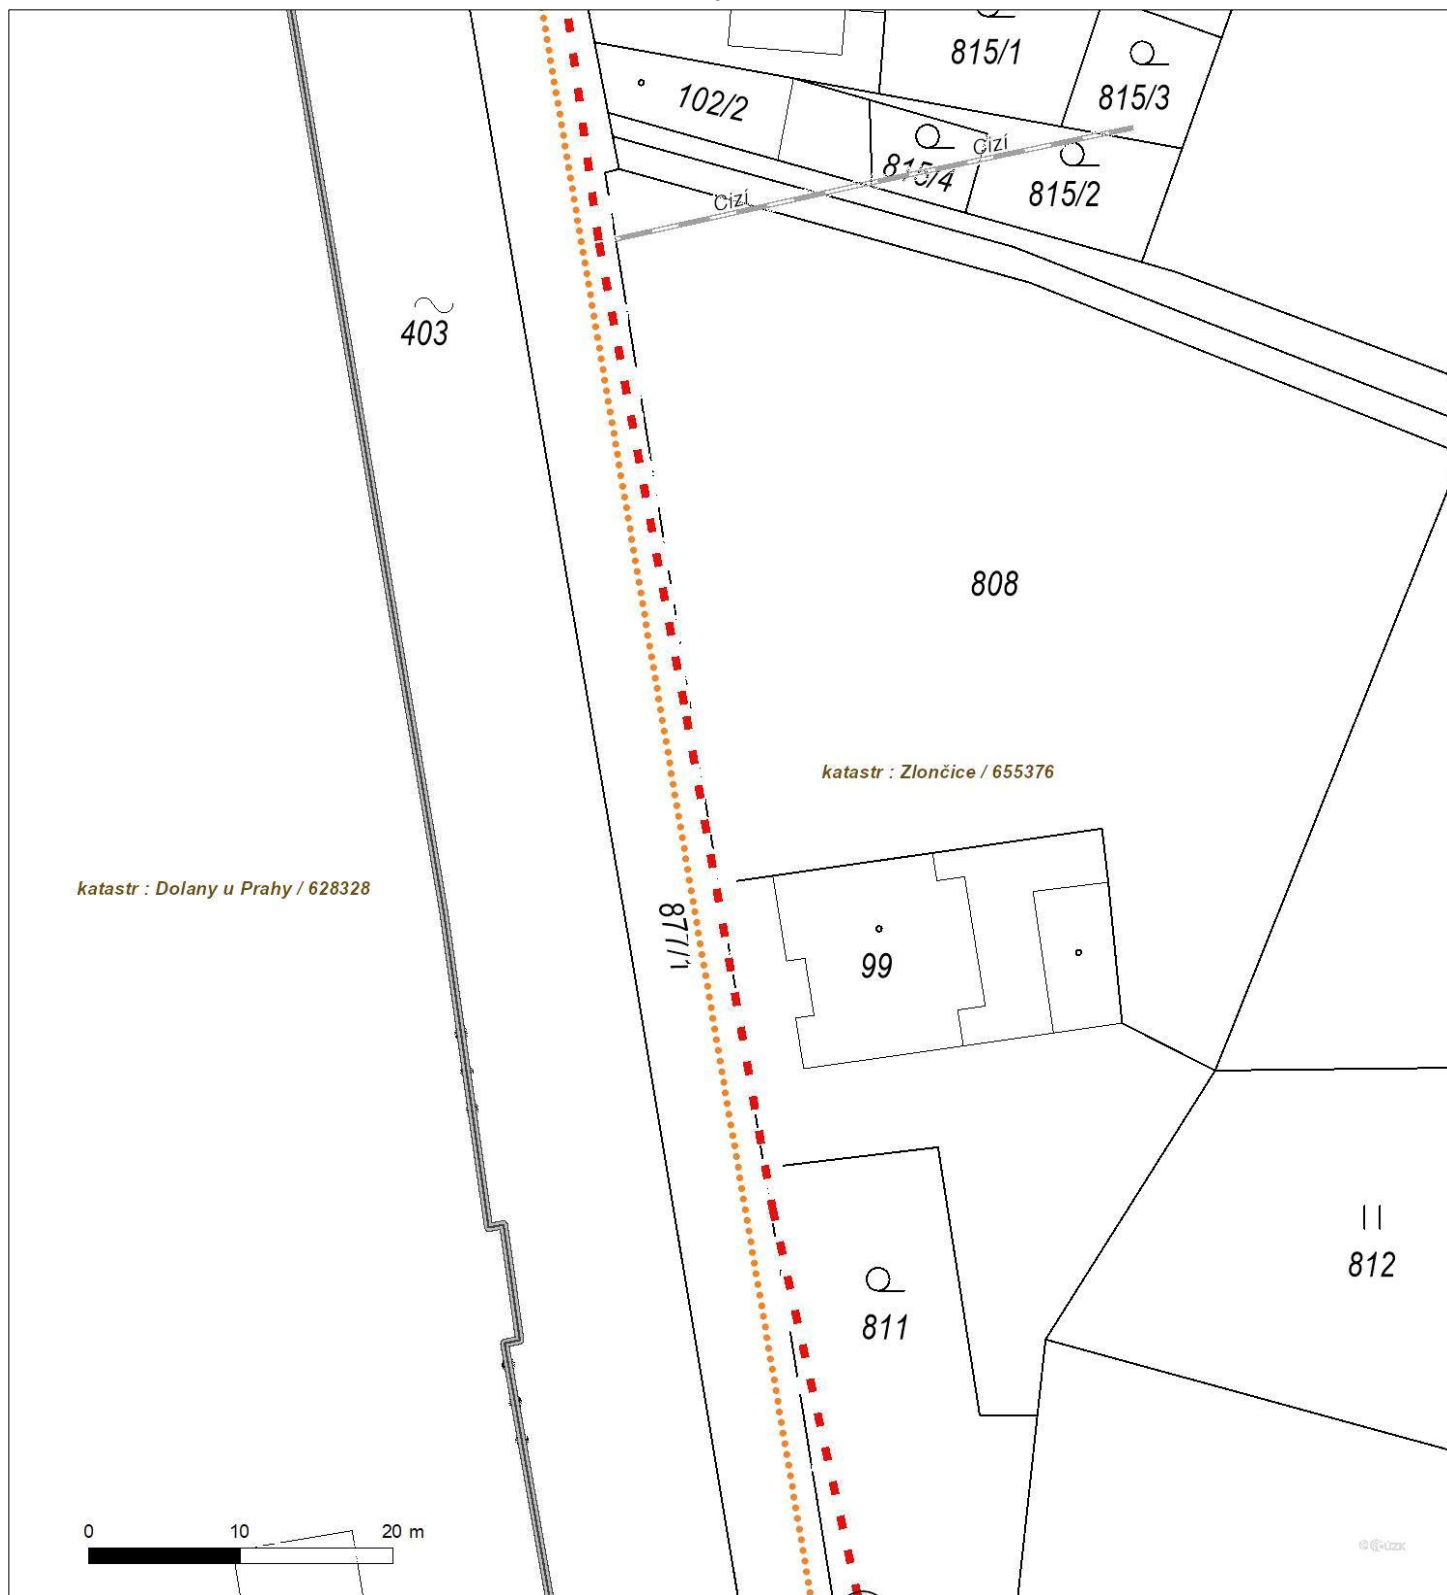 815/1
815/3
102/2
Cizí
815/4
815/2
Cizí
403
808
katastr : Zlončice / 655376
katastr : Dolany u Prahy / 628328
877/1
99
812
811
0 10 20 m
© ČÚZK